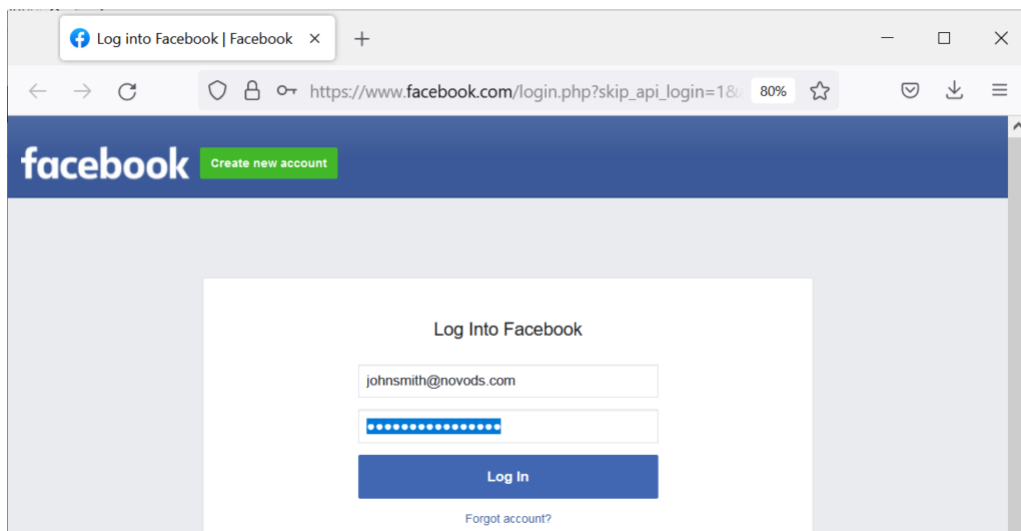 Log into Facebook | Facebook
https://www.facebook.com/login.php?skip_api_login=1& 80%
facebook Create new account
Log Into Facebook
johnsmith@novods.com
••••••••••••••••
Log In
Forgot account?